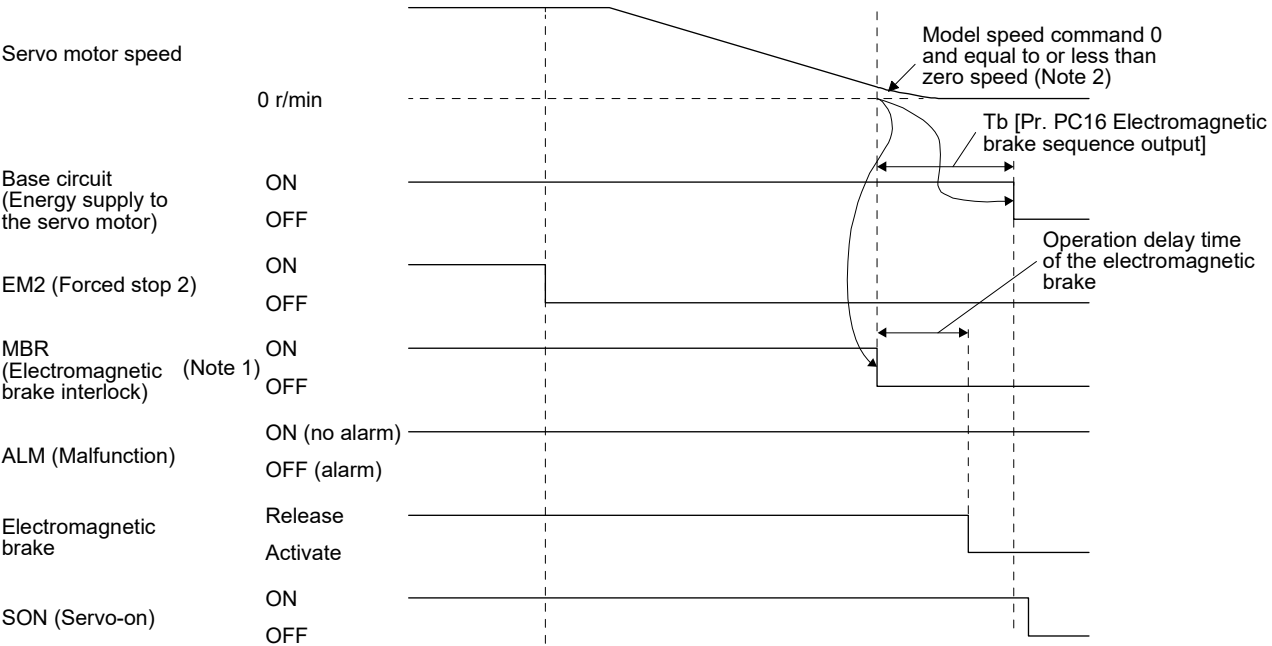 Model speed command 0
and equal to or less than
zero speed (Note 2)
Servo motor speed
0 r/min
Tb [Pr. PC16 Electromagnetic
brake sequence output]
Base circuit
(Energy supply to
the servo motor)
ON
OFF
Operation delay time
of the electromagnetic
brake
EM2 (Forced stop 2)
ON
OFF
MBR
(Electromagnetic
brake interlock)
(Note 1)
ON
OFF
ALM (Malfunction)
ON (no alarm)
OFF (alarm)
Electromagnetic
brake
Release
Activate
SON (Servo-on)
ON
OFF